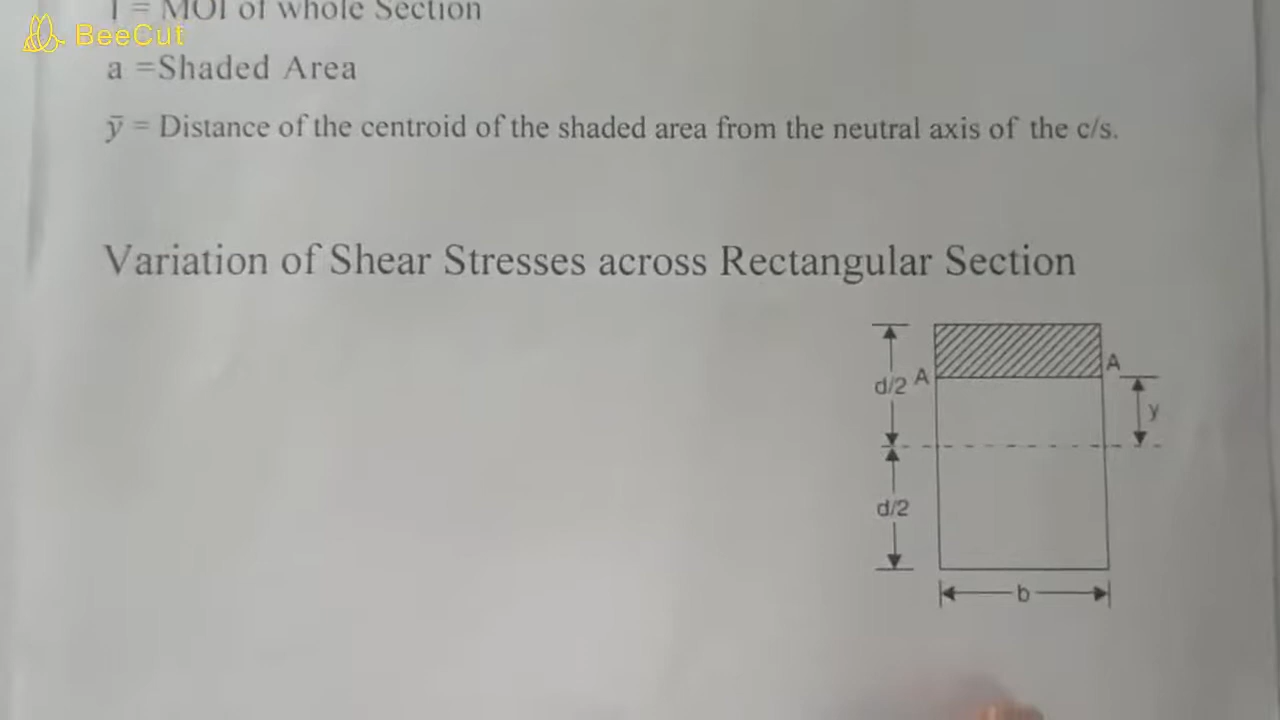 I = MOI of whole Section
BeeCut
a =Shaded Area
ȳ = Distance of the centroid of the shaded area from the neutral axis of the c/s.
Variation of Shear Stresses across Rectangular Section
A
A
d/2
y
d/2
b